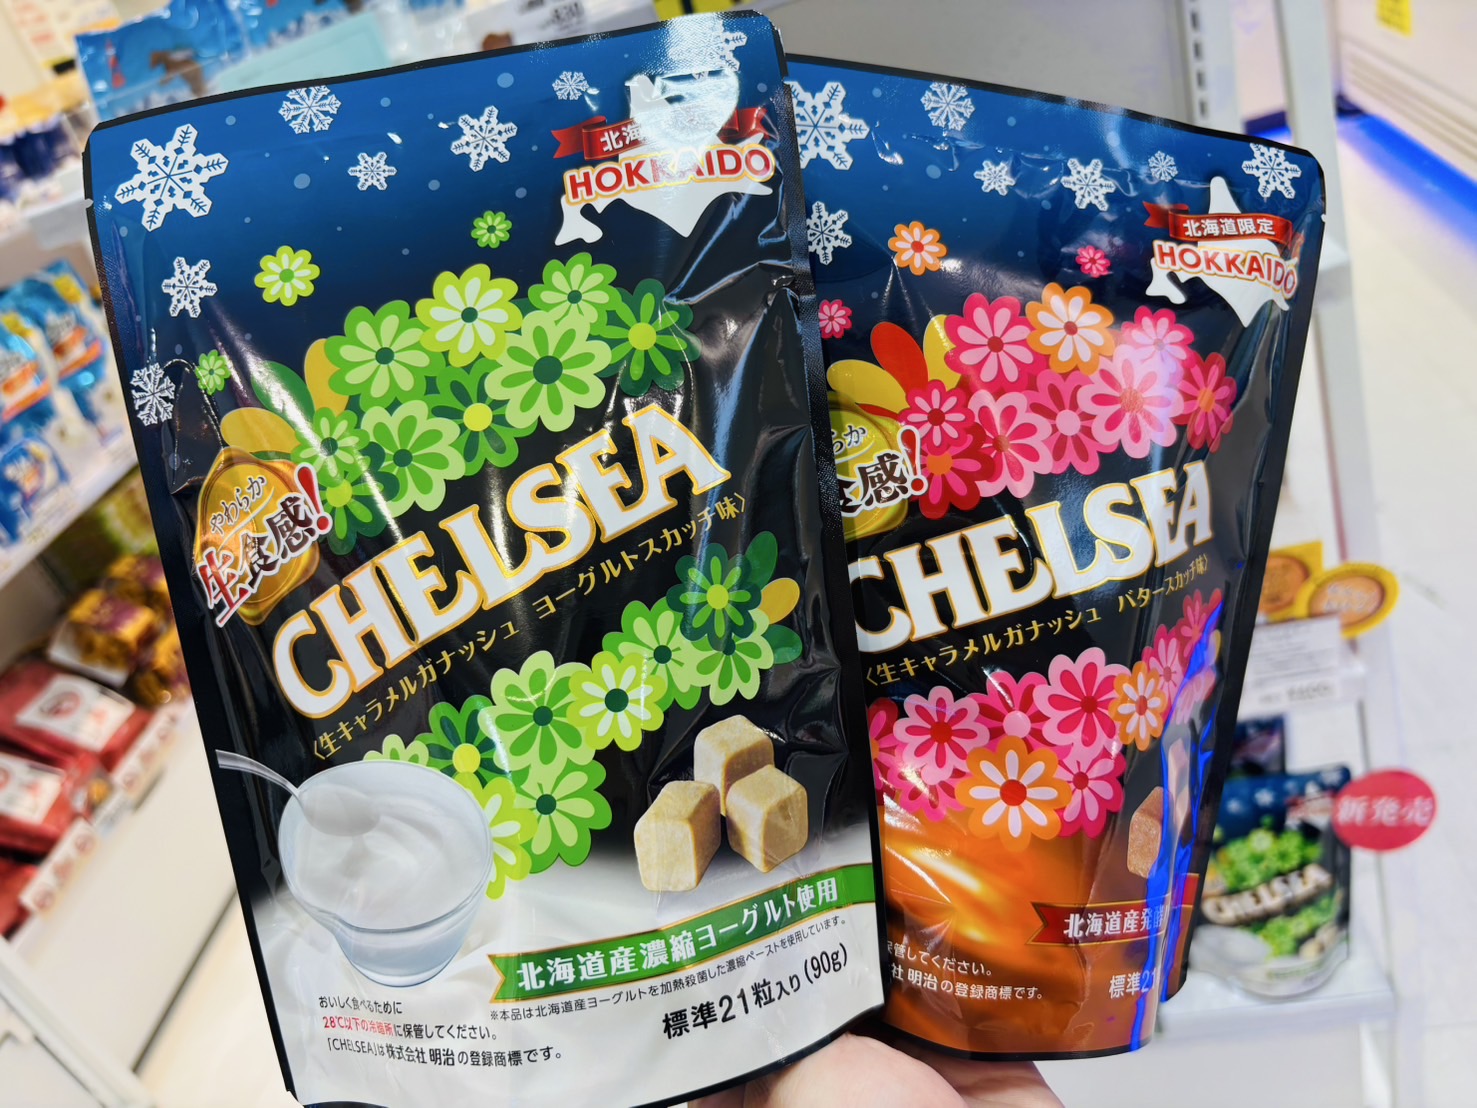 北海
HOKKAIDO
やわらか
生食感!
CHELSEA
〈生キャラメルガナッシュ ヨーグルトスカッチ味〉
北海道産濃縮ヨーグルト使用
※本品は北海道産ヨーグルトを加熱殺菌した濃縮ペーストを使用しています。
標準21粒入り(90g)
おいしく食べるために
28℃以下の冷暗所に保管してください。
「CHELSEA」は株式会社 明治 の登録商標です。
北海道限定
HOKKAIDO
らか
食感!
CHELSEA
〈生キャラメルガナッシュ バタースカッチ味〉
北海道産発酵
保管してください。
社 明治 の登録商標です。
標準21
新発売
CHELSEA